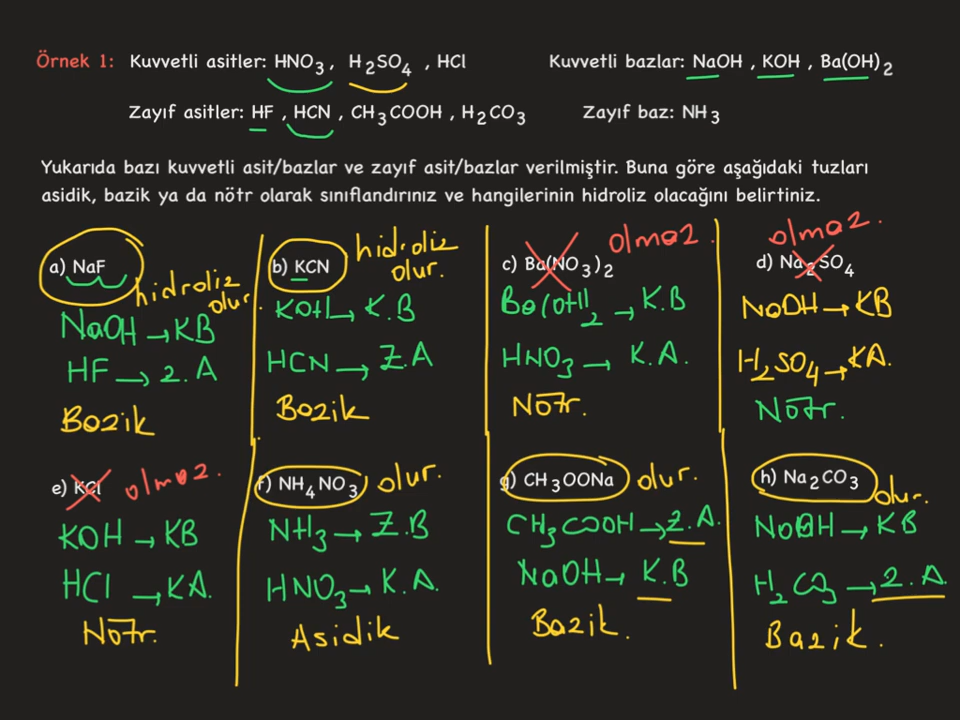 Örnek 1: Kuvvetli asitler: HNO3, H2SO4, HCl Kuvvetli bazlar: NaOH, KOH, Ba(OH)2
Zayıf asitler: HF, HCN, CH3COOH, H2CO3 Zayıf baz: NH3
Yukarıda bazı kuvvetli asit/bazlar ve zayıf asit/bazlar verilmiştir. Buna göre aşağıdaki tuzları
asidik, bazik ya da nötr olarak sınıflandırınız ve hangilerinin hidroliz olacağını belirtiniz.
a) NaF
hidroliz
olur.
NaOH → KB
HF → Z.A
Bazik
b) KCN
hidroliz
olur.
KOH → K.B
HCN → Z.A
Bazik
c) Ba(NO3)2
olmaz.
Ba(OH)2 → K.B
HNO3 → K.A.
Nötr.
d) Na2SO4
olmaz.
NaOH → KB
H2SO4 → KA.
Nötr.
e) KCl olmaz.
KOH → KB
HCl → KA.
Nötr.
f) NH4NO3 olur.
NH3 → Z.B
HNO3 → K.A.
Asidik
g) CH3OONa olur.
CH3COOH → Z.A.
NaOH → K.B
Bazik.
h) Na2CO3 olur.
NaOH → KB
H2CO3 → Z.A.
Bazik.